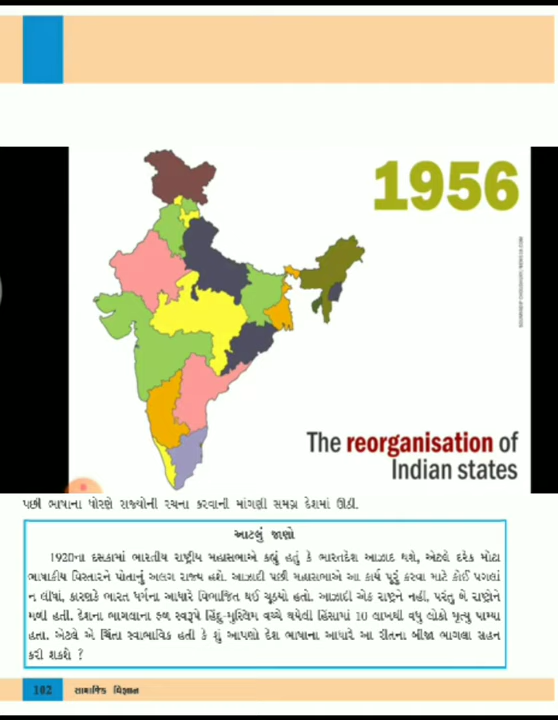 1956
The reorganisation of
Indian states
પછી ભાષાના ધોરણે રાજ્યોની રચના કરવાની માંગણી સમગ્ર દેશમાં ઊઠી.
આટલું જાણો
1920ના દસકામાં ભારતીય રાષ્ટ્રીય મહાસભાએ કહ્યું હતું કે ભારતદેશ આઝાદ થશે, એટલે દરેક મોટા
ભાષાકીય વિસ્તારને પોતાનું અલગ રાજ્ય હશે. આઝાદી પછી મહાસભાએ આ કાર્ય પૂરું કરવા માટે કોઈ પગલાં
ન લીધાં, કારણકે ભારત ધર્મના આધારે વિભાજિત થઈ ચૂક્યો હતો. આઝાદી એક રાષ્ટ્રને નહીં, પરંતુ બે રાષ્ટ્રોને
મળી હતી. દેશના ભાગલાના ફળ સ્વરૂપે હિંદુ-મુસ્લિમ વચ્ચે થયેલી હિંસામાં 10 લાખથી વધુ લોકો મૃત્યુ પામ્યા
હતા. એટલે એ ચિંતા સ્વાભાવિક હતી કે શું આપણો દેશ ભાષાના આધારે આ રીતના બીજા ભાગલા સહન
કરી શકશે ?
102 સામાજિક વિજ્ઞાન